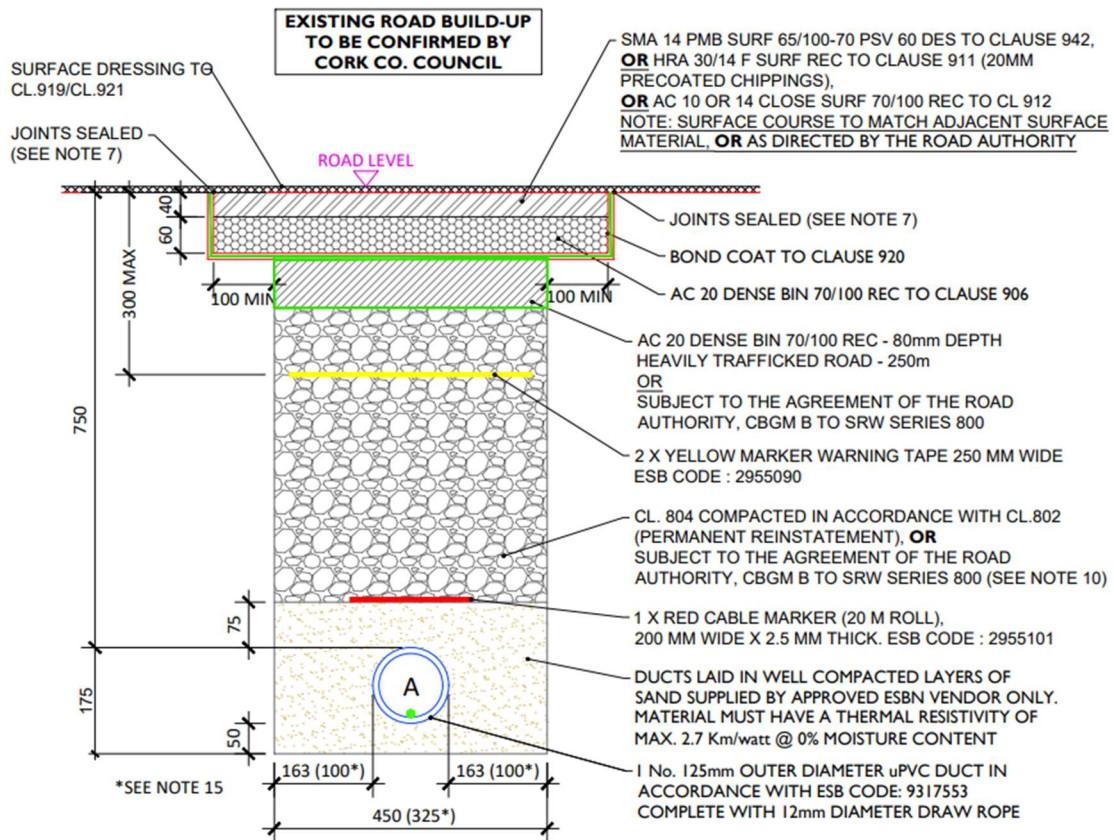 EXISTING ROAD BUILD-UP
TO BE CONFIRMED BY
CORK CO. COUNCIL
SURFACE DRESSING TO
CL.919/CL.921
JOINTS SEALED
(SEE NOTE 7)
ROAD LEVEL
SMA 14 PMB SURF 65/100-70 PSV 60 DES TO CLAUSE 942,
OR HRA 30/14 F SURF REC TO CLAUSE 911 (20MM
PRECOATED CHIPPINGS),
OR AC 10 OR 14 CLOSE SURF 70/100 REC TO CL 912
NOTE: SURFACE COURSE TO MATCH ADJACENT SURFACE
MATERIAL, OR AS DIRECTED BY THE ROAD AUTHORITY
JOINTS SEALED (SEE NOTE 7)
BOND COAT TO CLAUSE 920
AC 20 DENSE BIN 70/100 REC TO CLAUSE 906
AC 20 DENSE BIN 70/100 REC - 80mm DEPTH
HEAVILY TRAFFICKED ROAD - 250m
OR
SUBJECT TO THE AGREEMENT OF THE ROAD
AUTHORITY, CBGM B TO SRW SERIES 800
2 X YELLOW MARKER WARNING TAPE 250 MM WIDE
ESB CODE : 2955090
CL. 804 COMPACTED IN ACCORDANCE WITH CL.802
(PERMANENT REINSTATEMENT), OR
SUBJECT TO THE AGREEMENT OF THE ROAD
AUTHORITY, CBGM B TO SRW SERIES 800 (SEE NOTE 10)
1 X RED CABLE MARKER (20 M ROLL),
200 MM WIDE X 2.5 MM THICK. ESB CODE : 2955101
DUCTS LAID IN WELL COMPACTED LAYERS OF
SAND SUPPLIED BY APPROVED ESBN VENDOR ONLY.
MATERIAL MUST HAVE A THERMAL RESISTIVITY OF
MAX. 2.7 Km/watt @ 0% MOISTURE CONTENT
1 No. 125mm OUTER DIAMETER uPVC DUCT IN
ACCORDANCE WITH ESB CODE: 9317553
COMPLETE WITH 12mm DIAMETER DRAW ROPE
40
60
300 MAX
100 MIN
100 MIN
750
75
175
50
A
163 (100*)
163 (100*)
450 (325*)
*SEE NOTE 15